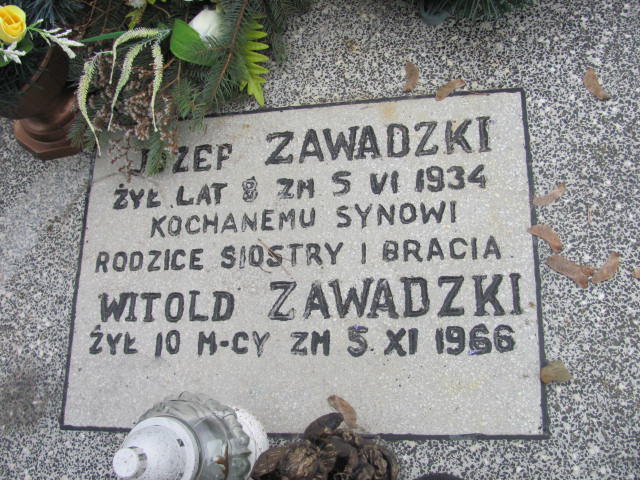 JÓZEF ZAWADZKI
ŻYŁ LAT 8 ZM 5 VI 1934
KOCHANEMU SYNOWI
RODZICE SIOSTRY I BRACIA
WITOLD ZAWADZKI
ŻYŁ 10 M-CY ZM 5 XI 1966